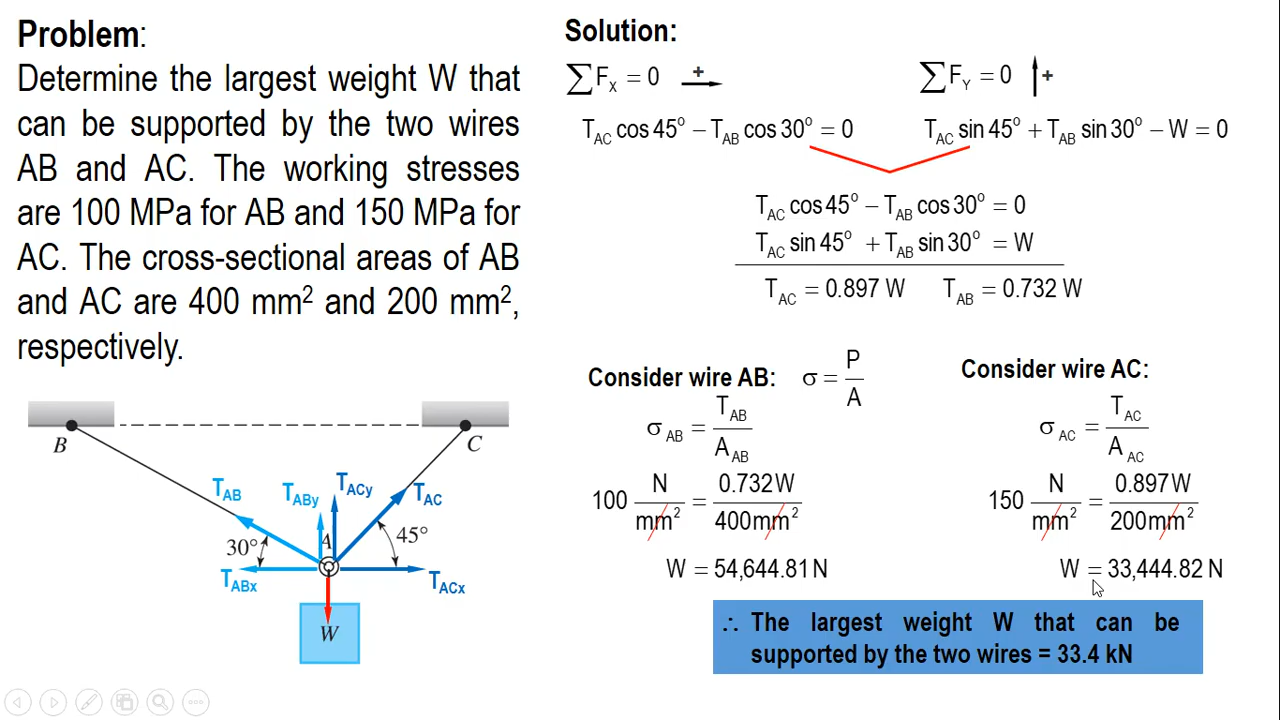 Problem:
Determine the largest weight W that
can be supported by the two wires
AB and AC. The working stresses
are 100 MPa for AB and 150 MPa for
AC. The cross-sectional areas of AB
and AC are 400 mm² and 200 mm²,
respectively.
B
C
T_AB
T_ABy
T_ACy
T_AC
30°
A
45°
T_ABx
T_ACx
W
Solution:
∑F_X = 0 +
∑F_Y = 0 +
T_AC cos 45° − T_AB cos 30° = 0
T_AC sin 45° + T_AB sin 30° − W = 0
T_AC cos 45° − T_AB cos 30° = 0
T_AC sin 45° + T_AB sin 30° = W
T_AC = 0.897 W T_AB = 0.732 W
Consider wire AB: σ = P / A
σ_AB = T_AB / A_AB
100 N / mm² = 0.732W / 400mm²
W = 54,644.81 N
Consider wire AC:
σ_AC = T_AC / A_AC
150 N / mm² = 0.897W / 200mm²
W = 33,444.82 N
∴ The largest weight W that can be
supported by the two wires = 33.4 kN